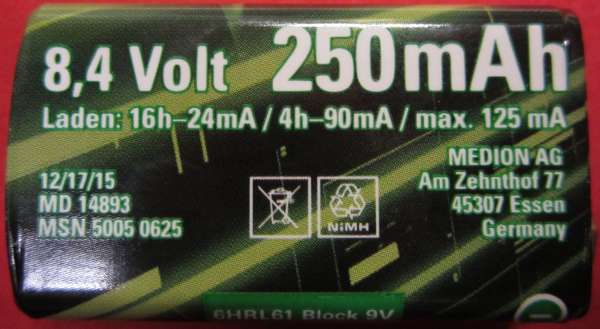 8,4 Volt 250mAh
Laden: 16h–24mA / 4h–90mA / max. 125 mA
12/17/15
MD 14893
MSN 5005 0625
NiMH
MEDION AG
Am Zehnthof 77
45307 Essen
Germany
6HRL61 Block 9V